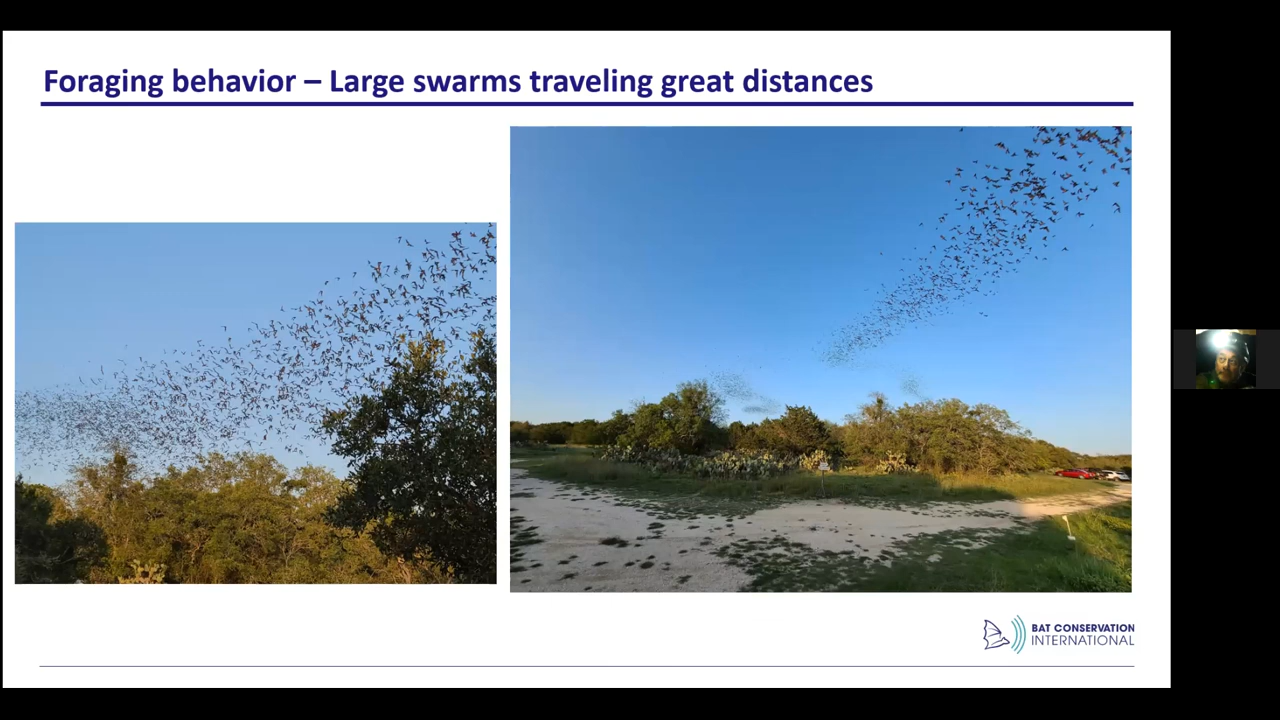 Foraging behavior – Large swarms traveling great distances
BAT CONSERVATION
INTERNATIONAL